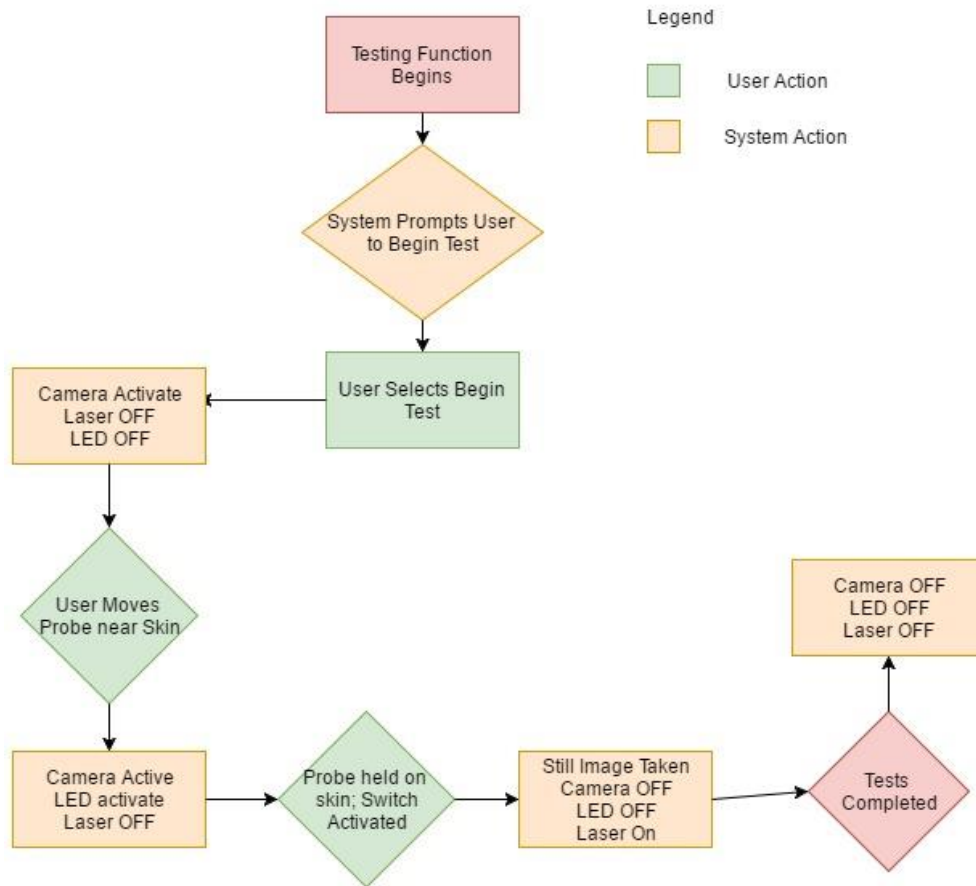 Legend
User Action
System Action
Testing Function
Begins
System Prompts User
to Begin Test
User Selects Begin
Test
Camera Activate
Laser OFF
LED OFF
User Moves
Probe near Skin
Camera Active
LED activate
Laser OFF
Probe held on
skin; Switch
Activated
Still Image Taken
Camera OFF
LED OFF
Laser On
Tests
Completed
Camera OFF
LED OFF
Laser OFF